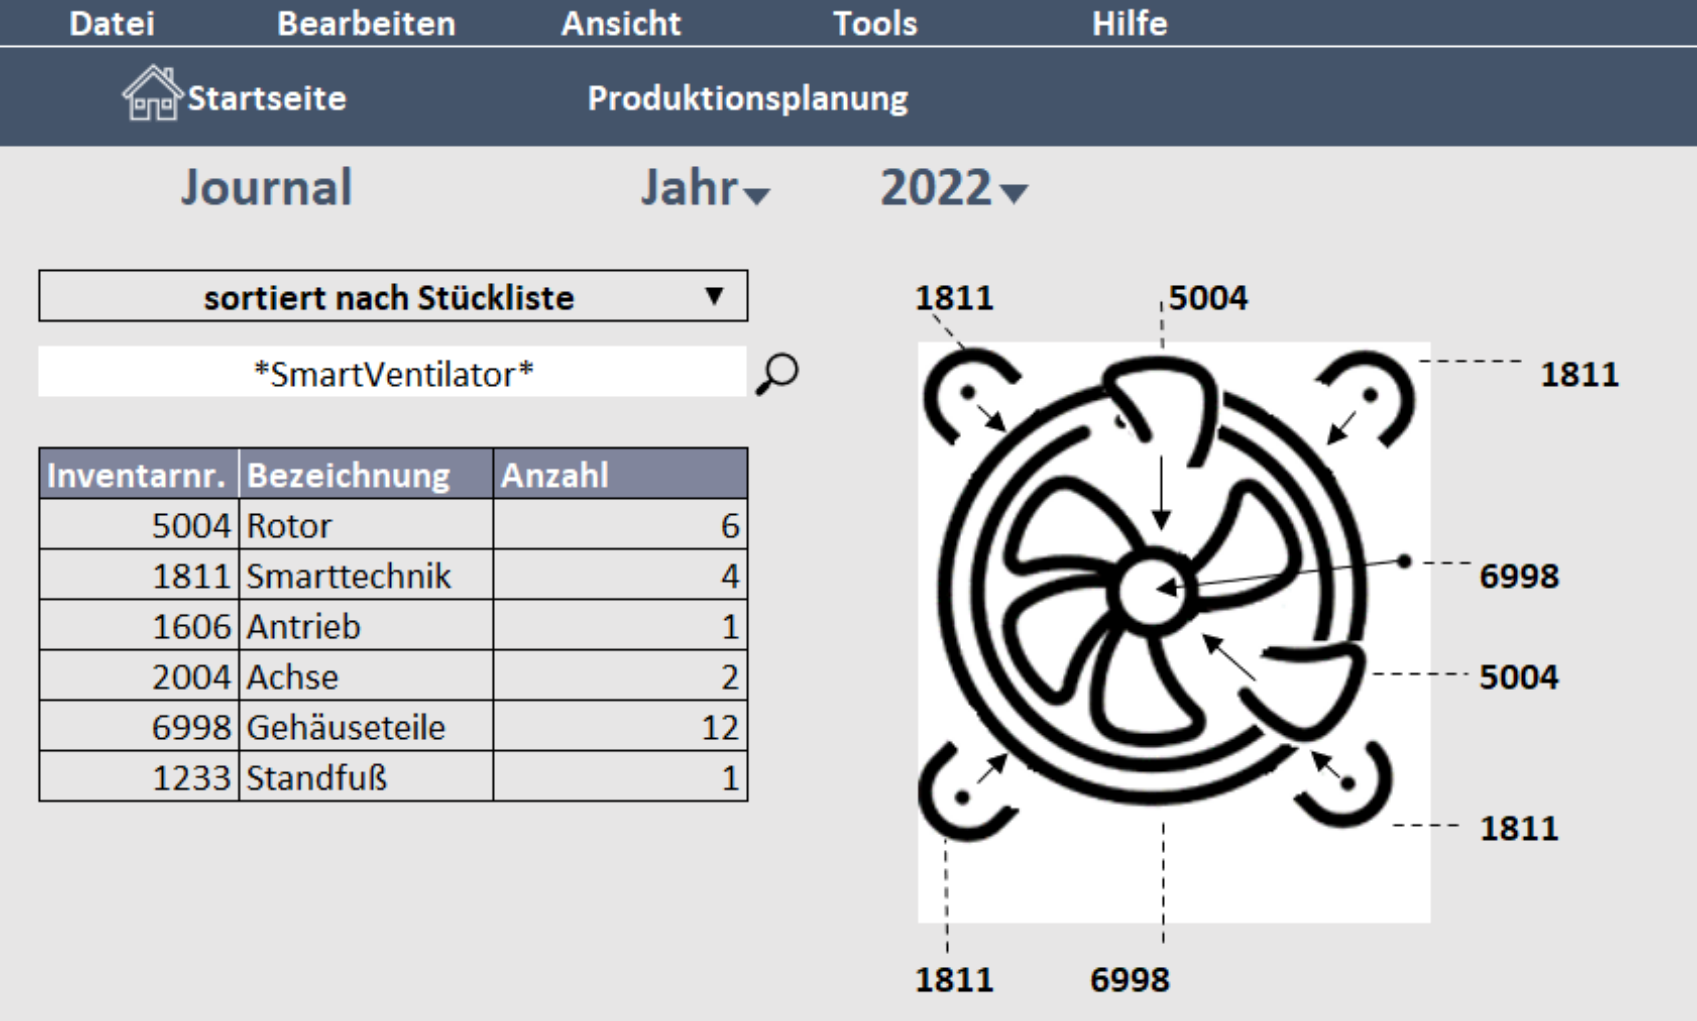 Datei Bearbeiten Ansicht Tools Hilfe
Startseite Produktionsplanung
Journal Jahr 2022
sortiert nach Stückliste
*SmartVentilator*
Inventarnr. Bezeichnung Anzahl
5004 Rotor 6
1811 Smarttechnik 4
1606 Antrieb 1
2004 Achse 2
6998 Gehäuseteile 12
1233 Standfuß 1
1811 5004
1811
6998
5004
1811
1811 6998